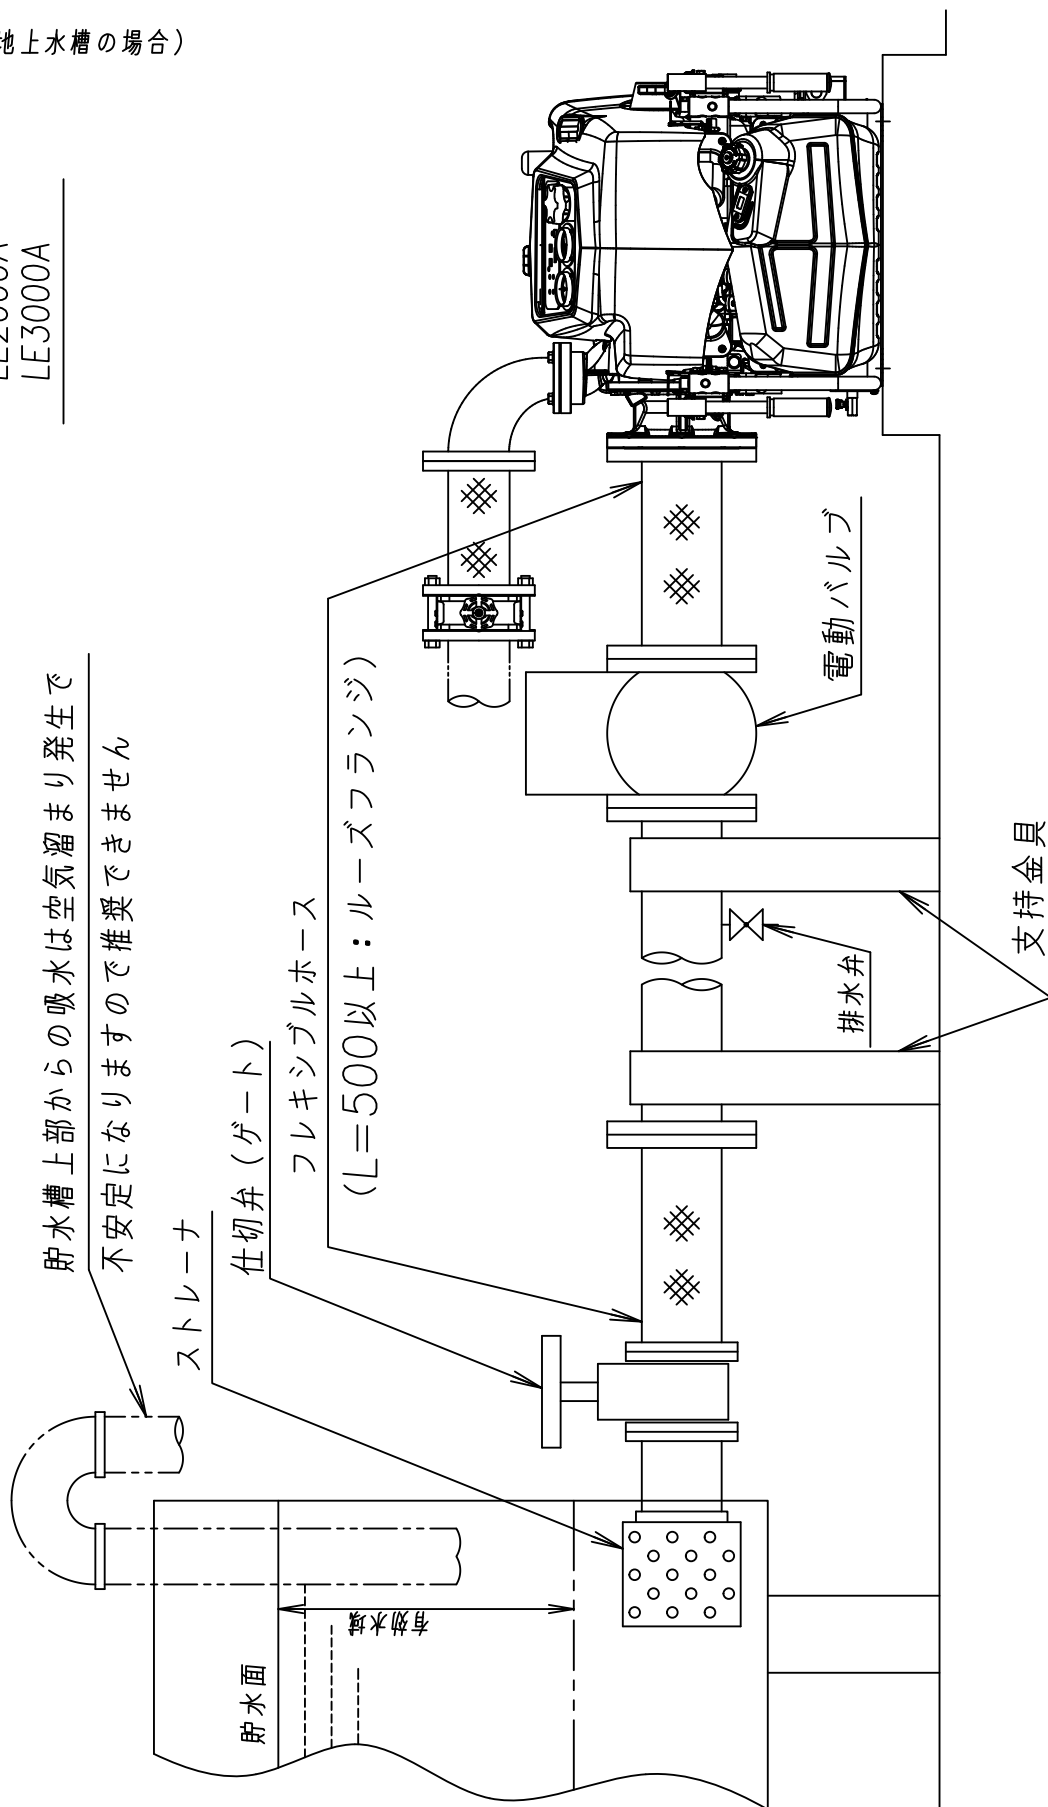 地上水槽の場合）
LE3000A
貯水槽上部からの吸水は空気溜まり発生で
不安定になりますので推奨できません
ストレーナ
仕切弁（ゲート）
フレキシブルホース
（L=500以上：ルーズフランジ）
電動バルブ
排水弁
支持金具
貯水面
有効水域